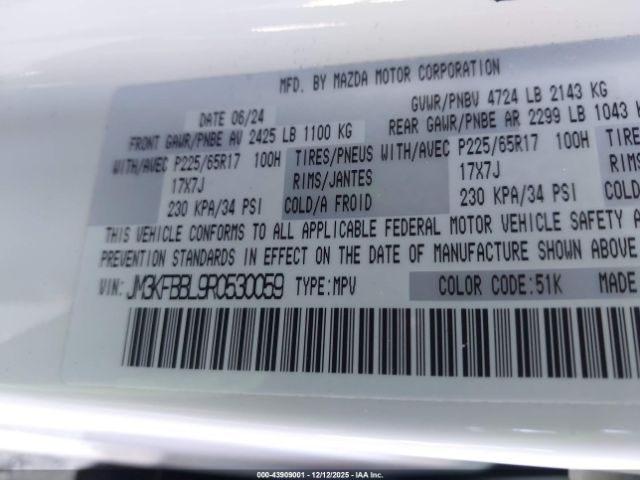 MFD. BY MAZDA MOTOR CORPORATION
DATE 06/24 GVWR/PNBV 4724 LB 2143 KG
FRONT GAWR/PNBE AV 2425 LB 1100 KG REAR GAWR/PNBE AR 2299 LB 1043 K
WITH/AVEC P225/65R17 100H TIRES/PNEUS WITH/AVEC P225/65R17 100H TIRES/
17X7J RIMS/JANTES 17X7J RIMS/
230 KPA/34 PSI COLD/A FROID 230 KPA/34 PSI COLD/
THIS VEHICLE CONFORMS TO ALL APPLICABLE FEDERAL MOTOR VEHICLE SAFETY A
PREVENTION STANDARDS IN EFFECT ON THE DATE OF MANUFACTURE SHOWN ABOVE
VIN: JM3KFBBL9R0530059 TYPE:MPV COLOR CODE:51K MADE
000-43909001 - 12/12/2025 - IAA Inc.